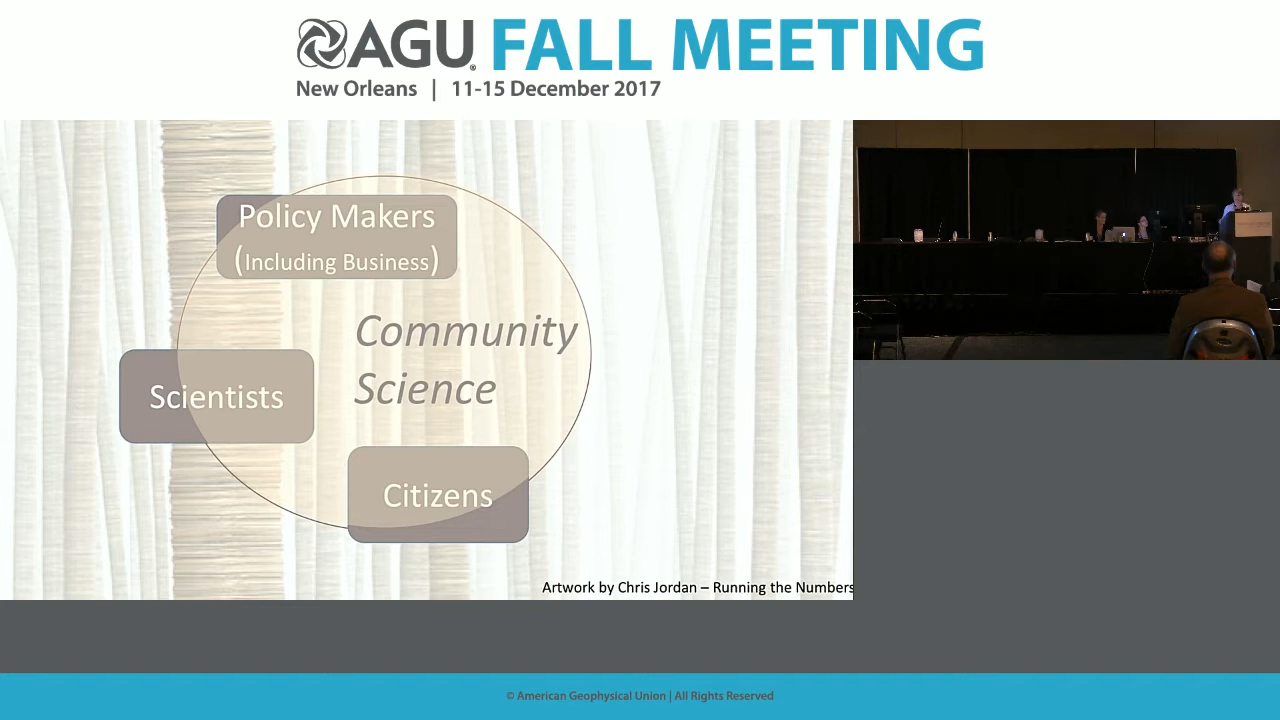 AGU FALL MEETING
New Orleans | 11-15 December 2017
Policy Makers
(Including Business)
Community
Science
Scientists
Citizens
Artwork by Chris Jordan – Running the Numbers
© American Geophysical Union | All Rights Reserved